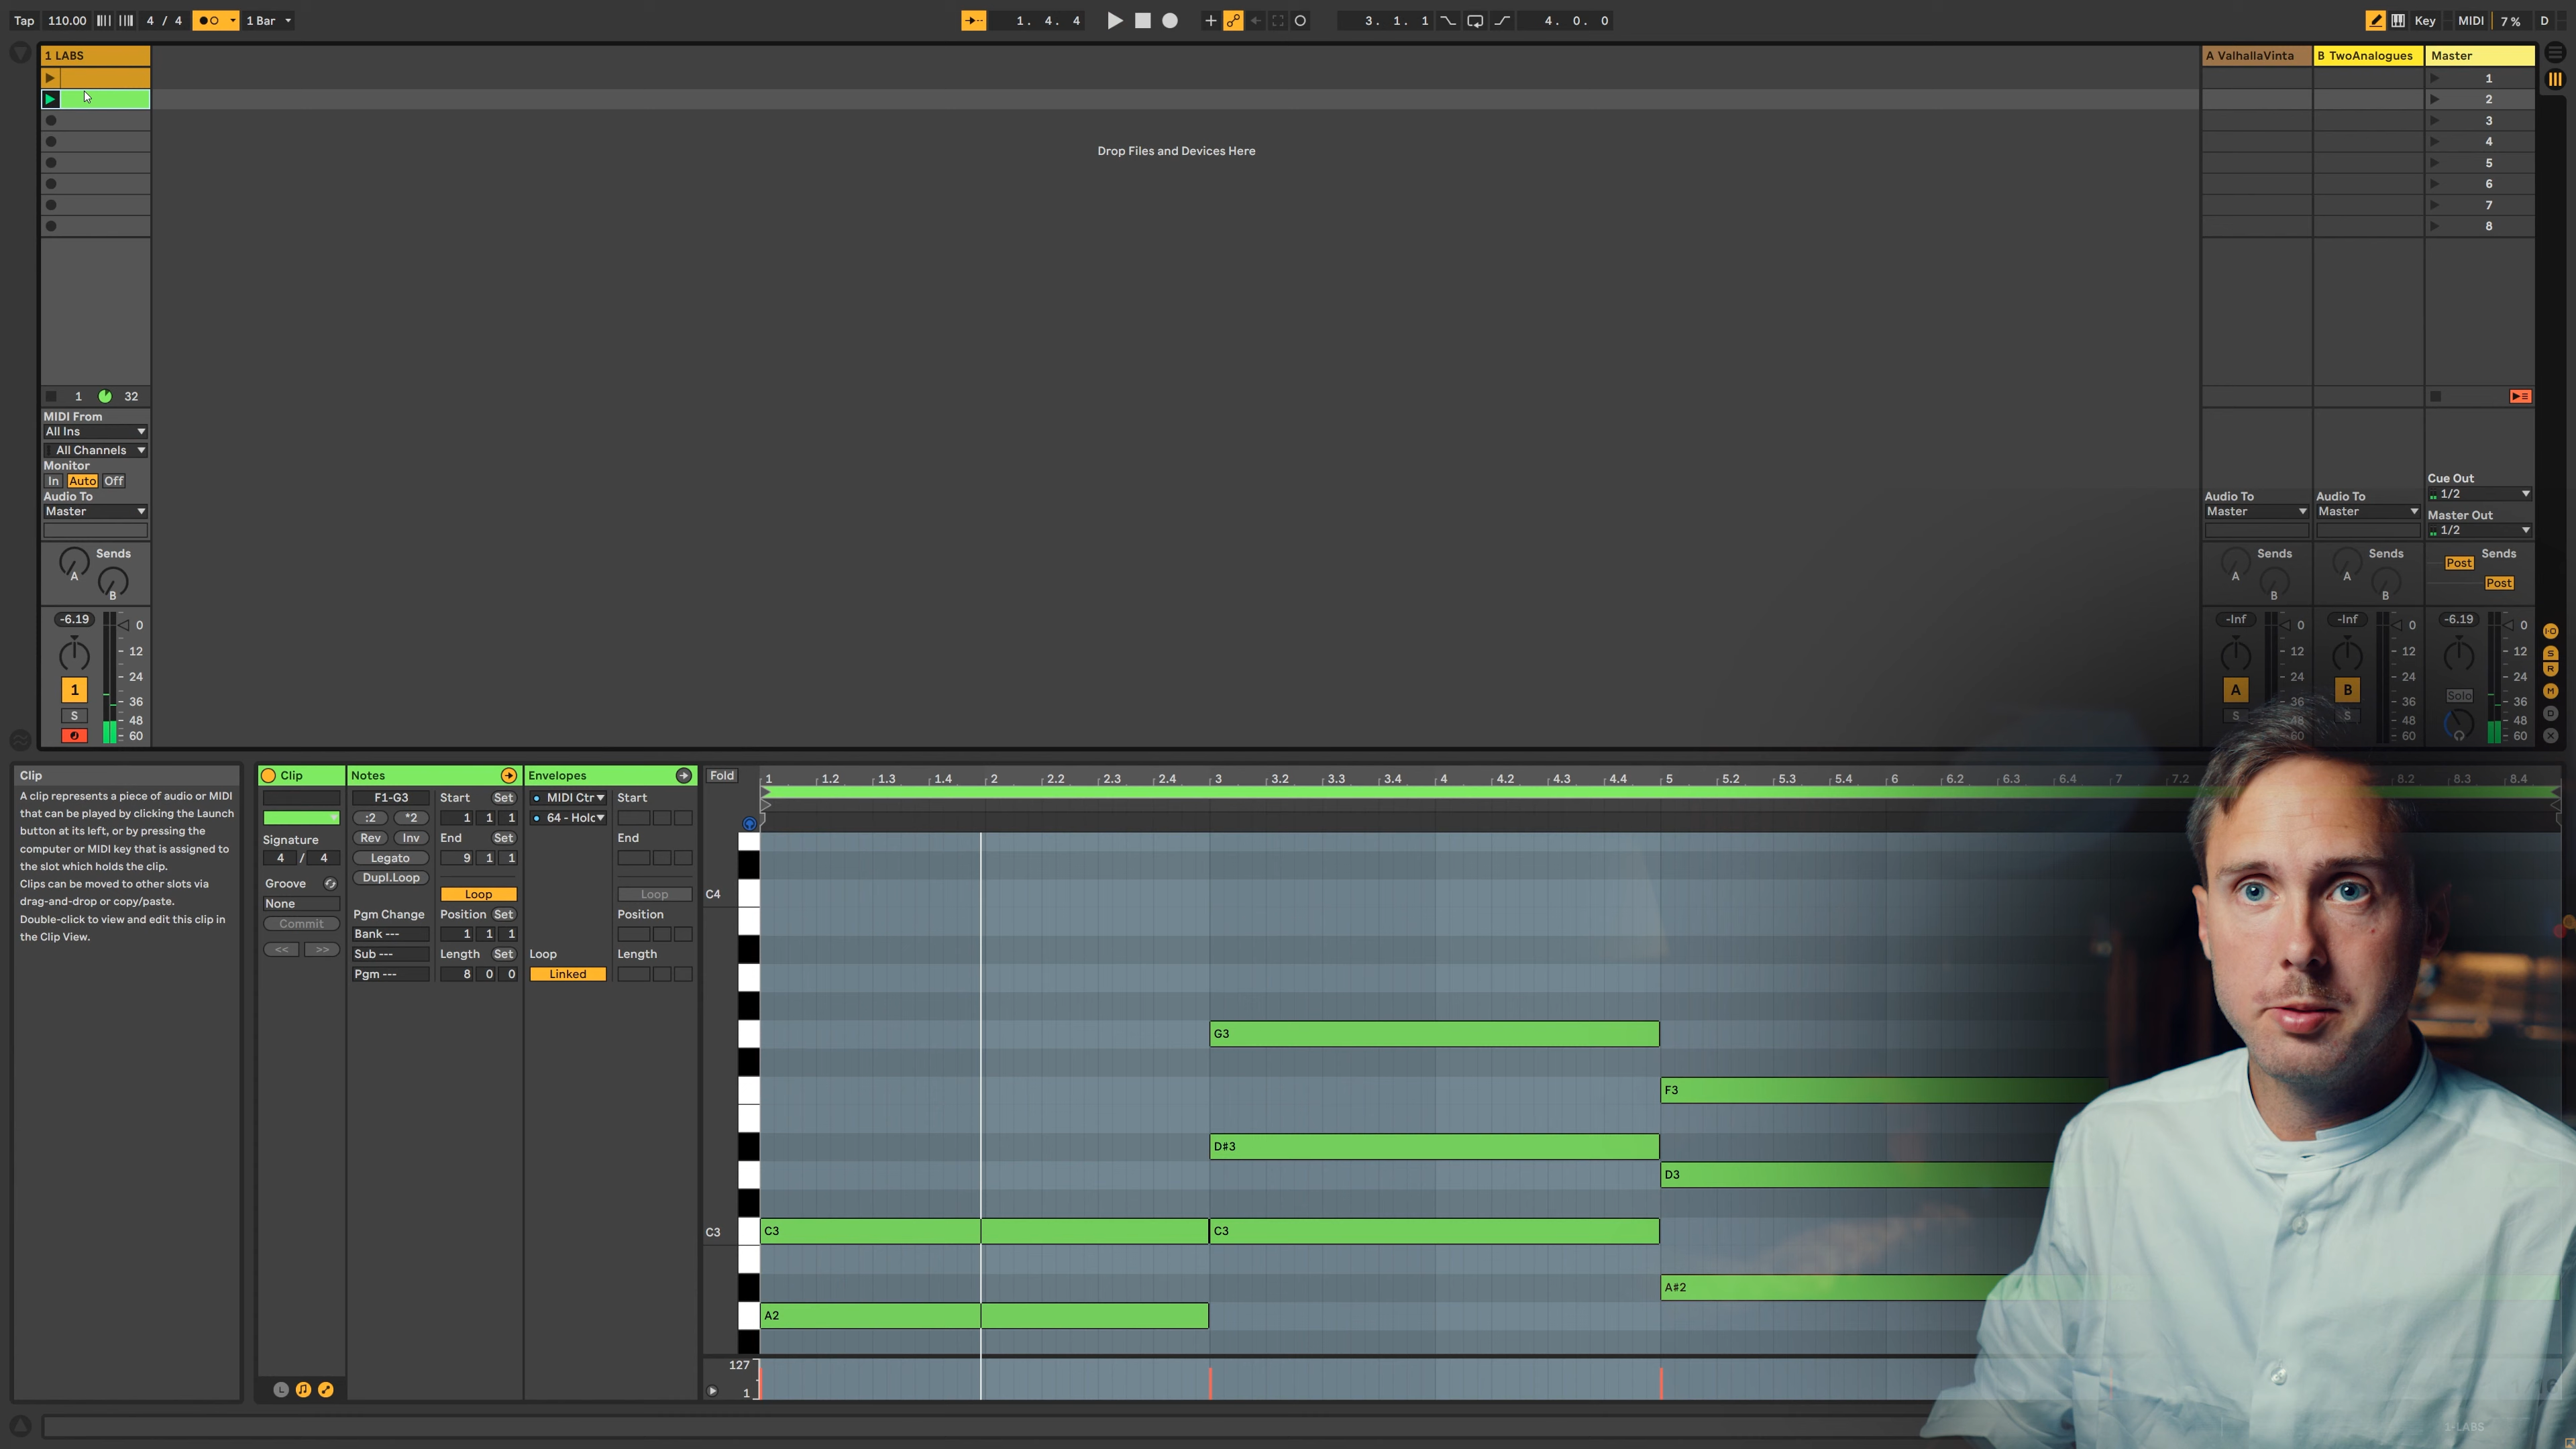 Tap 110.00 4 / 4 1 Bar 1. 4. 4 3. 1. 1 4. 0. 0 Key MIDI 7 % D
1 LABS A ValhallaVinta B TwoAnalogues Master
1
2
3
4
5
6
7
8
Drop Files and Devices Here
1 32
MIDI From
All Ins
All Channels
Monitor
In Auto Off
Audio To
Master
Sends
A
B
-6.19
0
12
24
36
48
60
1
S
Audio To
Master
Sends
A
B
-Inf
0
12
24
36
48
60
A
S
Audio To
Master
Sends
A
B
-Inf
0
12
24
36
48
60
B
S
Cue Out
1/2
Master Out
1/2
Sends
Post
Post
-6.19
0
12
24
36
48
60
Solo
I·O
S
R
M
D
X
Clip
A clip represents a piece of audio or MIDI
that can be played by clicking the Launch
button at its left, or by pressing the
computer or MIDI key that is assigned to
the slot which holds the clip.
Clips can be moved to other slots via
drag-and-drop or copy/paste.
Double-click to view and edit this clip in
the Clip View.
Clip
Signature
4 / 4
Groove
None
Commit
<< >>
L
Notes
F1-G3
:2 *2
Rev Inv
Legato
Dupl.Loop
Pgm Change
Bank ---
Sub ---
Pgm ---
Start Set
1 1 1
End Set
9 1 1
Loop
Position Set
1 1 1
Length Set
8 0 0
Envelopes
MIDI Ctr
64 - Holc
Loop
Linked
Start
End
Loop
Position
Length
Fold 1 1.2 1.3 1.4 2 2.2 2.3 2.4 3 3.2 3.3 3.4 4 4.2 4.3 4.4 5 5.2 5.3 5.4 6 6.2 6.3 6.4 7 7.2 8.2 8.3 8.4
C4
G3
F3
D#3
D3
C3 C3 C3
A#2
A2
127
1
1-LABS